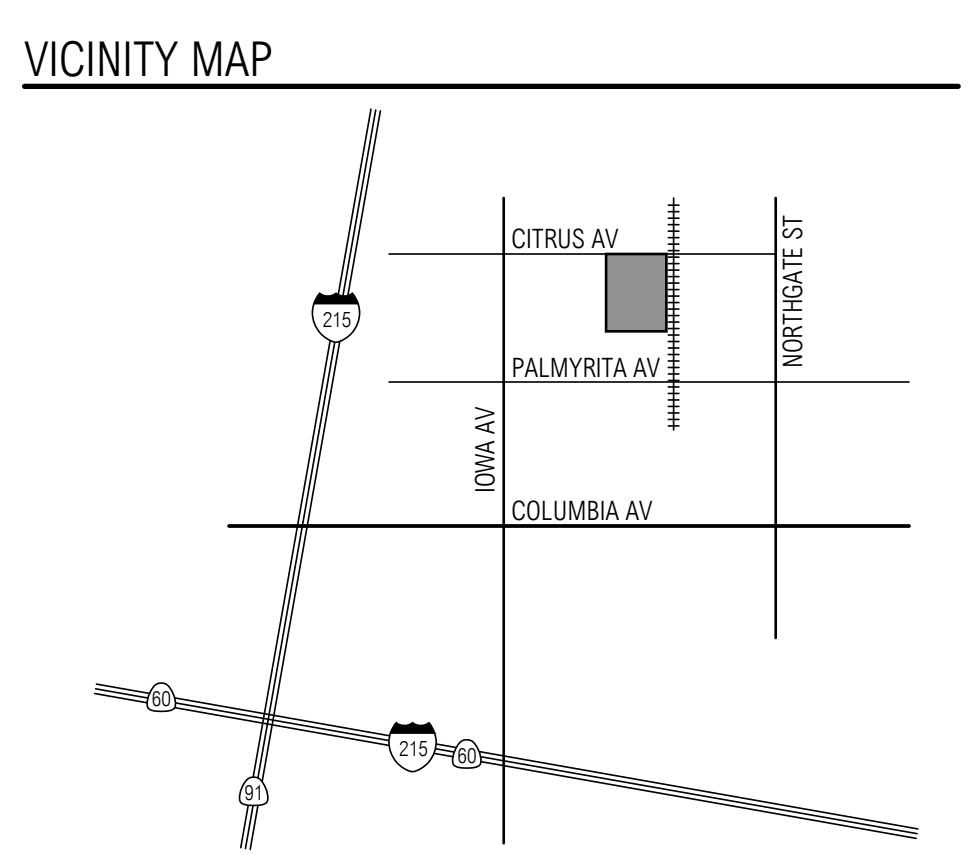 VICINITY MAP
CITRUS AV
NORTHGATE ST
215
PALMYRITA AV
IOWA AV
COLUMBIA AV
60
215
60
91